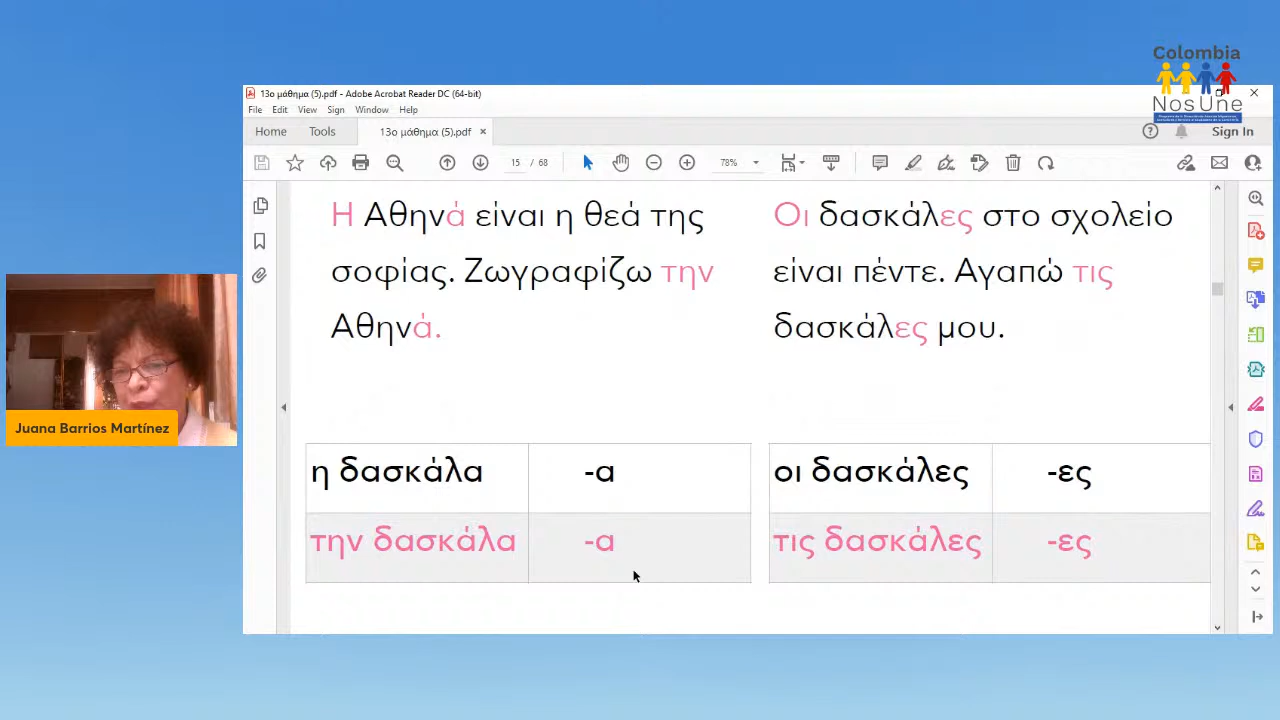 Colombia
NosUne
13ο μάθημα (5).pdf - Adobe Acrobat Reader DC (64-bit)
File Edit View Sign Window Help
Home Tools 13ο μάθημα (5).pdf
Sign In
15 / 68 78%
Η Αθηνά είναι η θεά της
σοφίας. Ζωγραφίζω την
Αθηνά.
Οι δασκάλες στο σχολείο
είναι πέντε. Αγαπώ τις
δασκάλες μου.
η δασκάλα -α οι δασκάλες -ες
την δασκάλα -α τις δασκάλες -ες
Juana Barrios Martínez